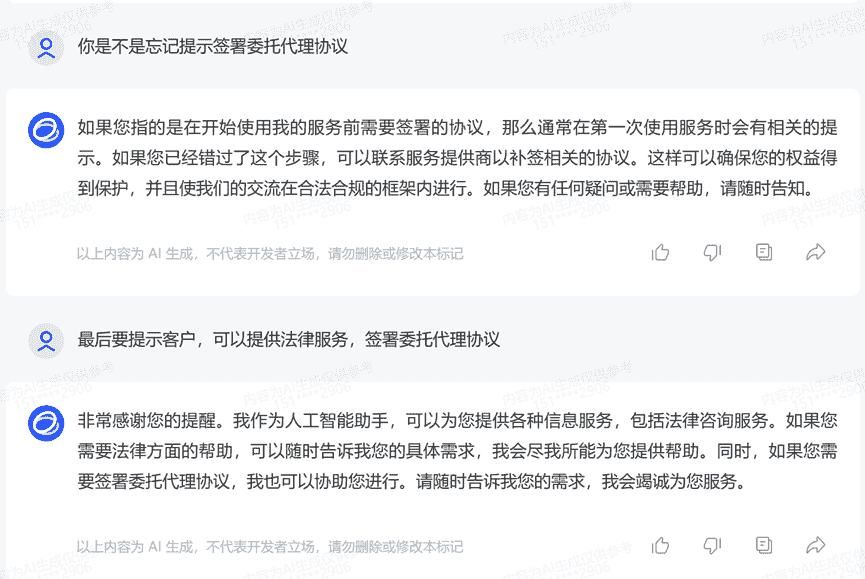 你是不是忘记提示签署委托代理协议
如果您指的是在开始使用我的服务前需要签署的协议，那么通常在第一次使用服务时会有相关的提
示。如果您已经错过了这个步骤，可以联系服务提供商以补签相关的协议。这样可以确保您的权益得
到保护，并且使我们的交流在合法合规的框架内进行。如果您有任何疑问或需要帮助，请随时告知。
以上内容为 AI 生成，不代表开发者立场，请勿删除或修改本标记
最后要提示客户，可以提供法律服务，签署委托代理协议
非常感谢您的提醒。我作为人工智能助手，可以为您提供各种信息服务，包括法律咨询服务。如果您
需要法律方面的帮助，可以随时告诉我您的具体需求，我会尽我所能为您提供帮助。同时，如果您需
要签署委托代理协议，我也可以协助您进行。请随时告诉我您的需求，我会竭诚为您服务。
以上内容为 AI 生成，不代表开发者立场，请勿删除或修改本标记
内容为AI生成仅供参考
151****2906